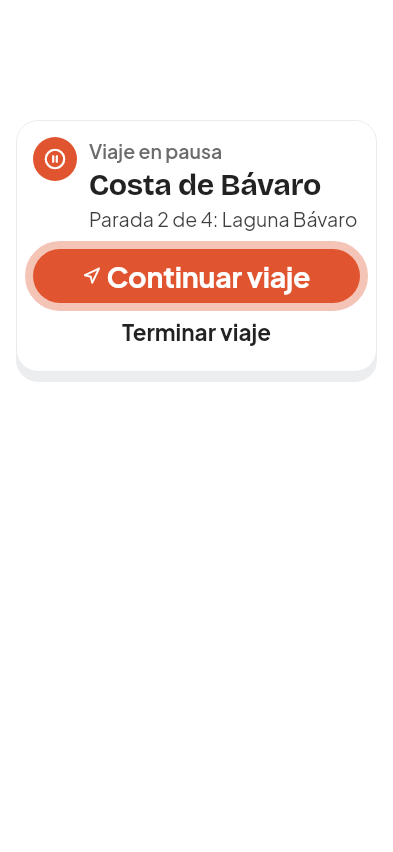 Viaje en pausa
Costa de Bávaro
Parada 2 de 4: Laguna Bávaro
Continuar viaje
Terminar viaje